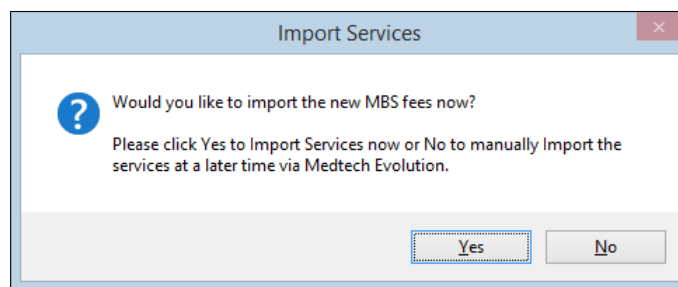 Import Services
Would you like to import the new MBS fees now?
Please click Yes to Import Services now or No to manually Import the
services at a later time via Medtech Evolution.
Yes
No